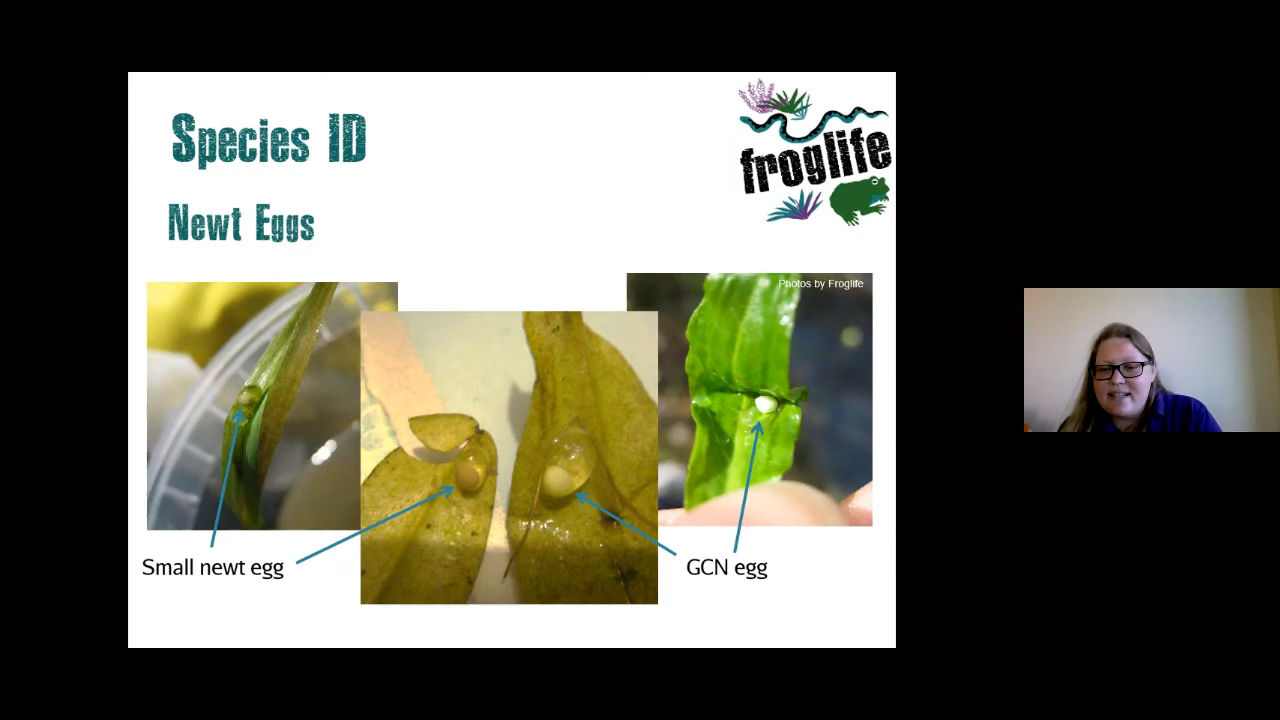 Species ID
froglife
Newt Eggs
Photos by Froglife
Small newt egg
GCN egg